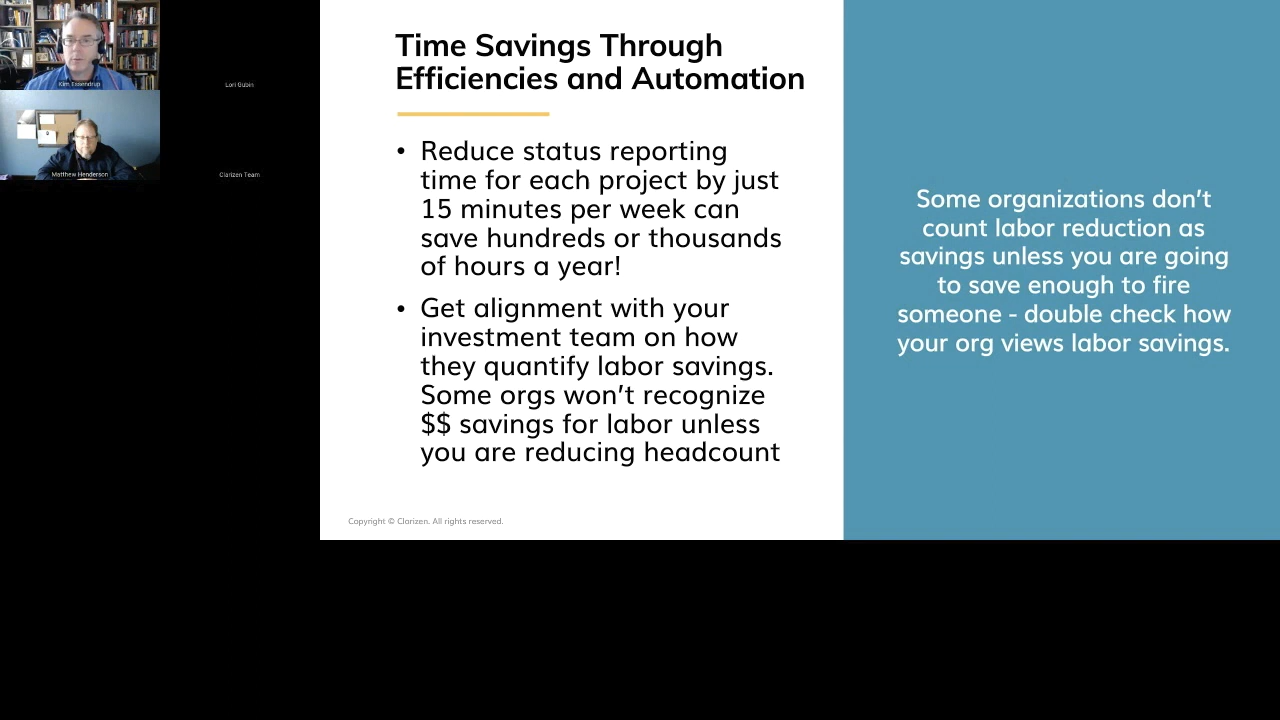 Kim Essendrup
Lori Gubin
Matthew Henderson
Clarizen Team
Time Savings Through
Efficiencies and Automation
• Reduce status reporting
time for each project by just
15 minutes per week can
save hundreds or thousands
of hours a year!
• Get alignment with your
investment team on how
they quantify labor savings.
Some orgs won't recognize
$$ savings for labor unless
you are reducing headcount
Copyright © Clarizen. All rights reserved.
Some organizations don't
count labor reduction as
savings unless you are going
to save enough to fire
someone - double check how
your org views labor savings.